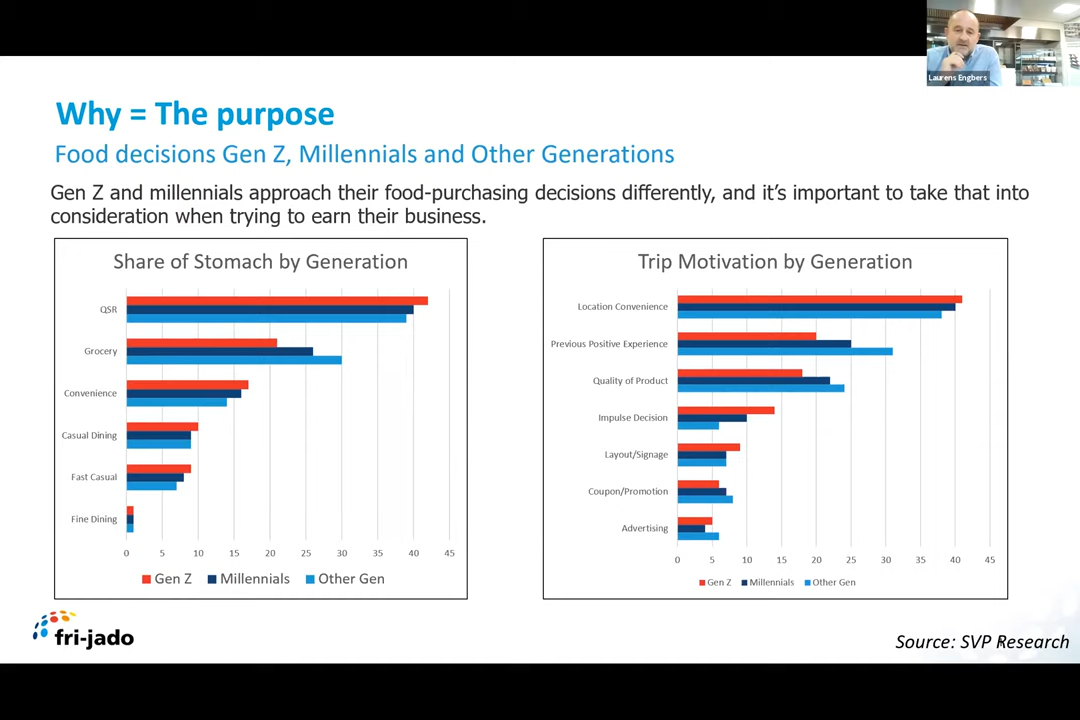 Laurens Engbers
Why = The purpose
Food decisions Gen Z, Millennials and Other Generations
Gen Z and millennials approach their food-purchasing decisions differently, and it's important to take that into
consideration when trying to earn their business.
Share of Stomach by Generation
QSR
Grocery
Convenience
Casual Dining
Fast Casual
Fine Dining
0 5 10 15 20 25 30 35 40 45
Gen Z Millennials Other Gen
Trip Motivation by Generation
Location Convenience
Previous Positive Experience
Quality of Product
Impulse Decision
Layout/Signage
Coupon/Promotion
Advertising
0 5 10 15 20 25 30 35 40 45
Gen Z Millennials Other Gen
fri-jado
Source: SVP Research